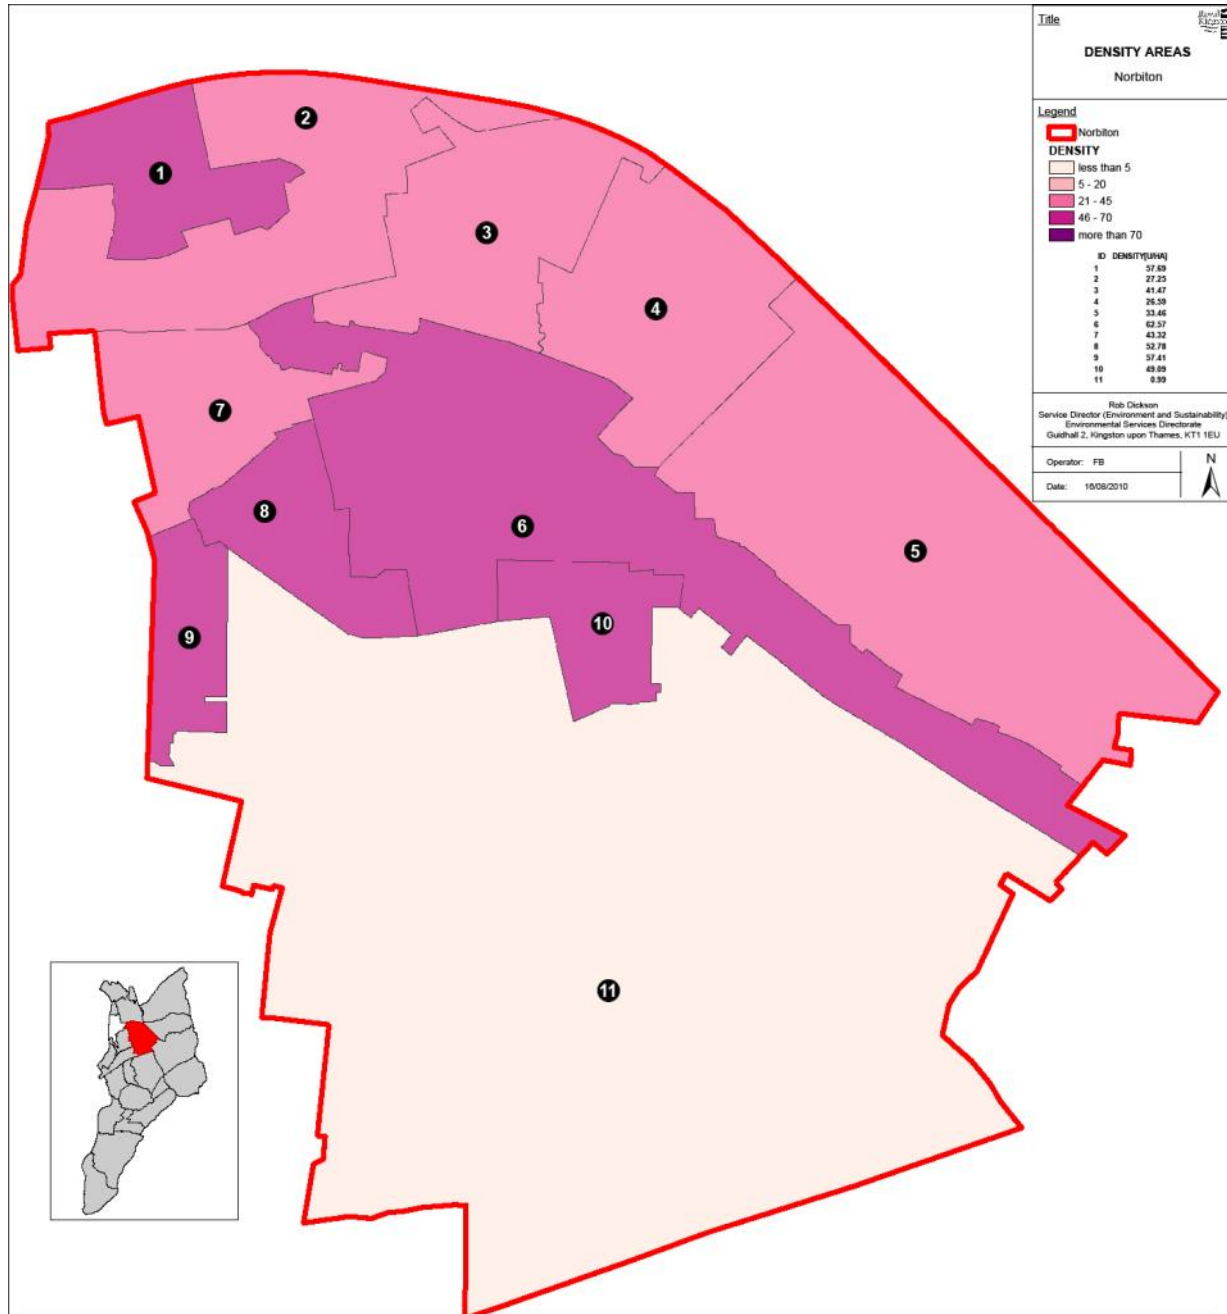 Title
DENSITY AREAS
Norbiton
Legend
Norbiton
DENSITY
less than 5
5 - 20
21 - 45
46 - 70
more than 70
ID DENSITY(U/HA)
1 57.69
2 27.25
3 41.47
4 26.59
5 33.46
6 62.57
7 43.32
8 52.78
9 57.41
10 49.09
11 0.99
Rob Dickson
Service Director (Environment and Sustainability)
Environmental Services Directorate
Guidhall 2, Kingston upon Thames, KT1 1EU
Operator: FB
Date: 16/08/2010
N
1
2
3
4
5
6
7
8
9
10
11